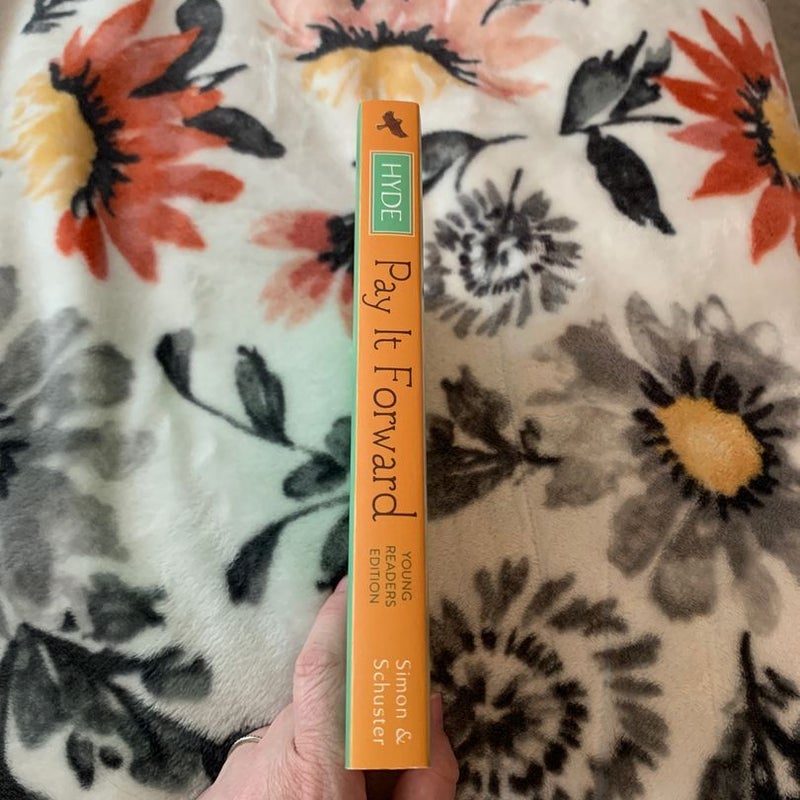 HYDE
Pay It Forward
YOUNG
READERS
EDITION
Simon &
Schuster